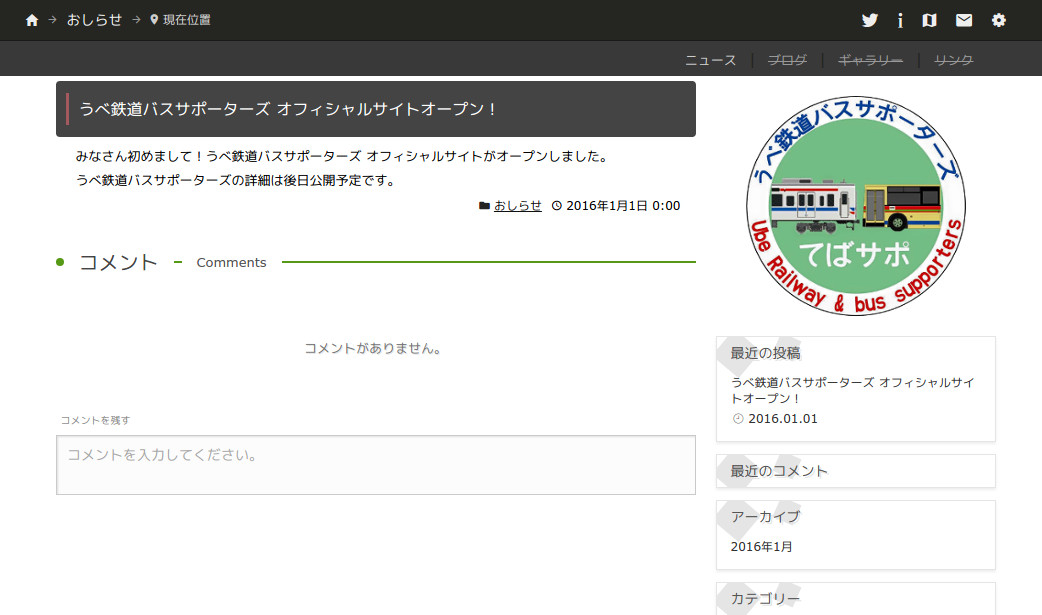 おしらせ
現在位置
ニュース
ブログ
ギャラリー
リンク
うべ鉄道バスサポーターズ オフィシャルサイトオープン!
みなさん初めまして!うべ鉄道バスサポーターズ オフィシャルサイトがオープンしました。
うべ鉄道バスサポーターズの詳細は後日公開予定です。
おしらせ 2016年1月1日 0:00
コメント
Comments
コメントがありません。
コメントを残す
コメントを入力してください。
うべ鉄道バスサポーターズ
てばサポ
Ube Railway & bus supporters
最近の投稿
うべ鉄道バスサポーターズ オフィシャルサイ
トオープン!
2016.01.01
最近のコメント
アーカイブ
2016年1月
カテゴリー